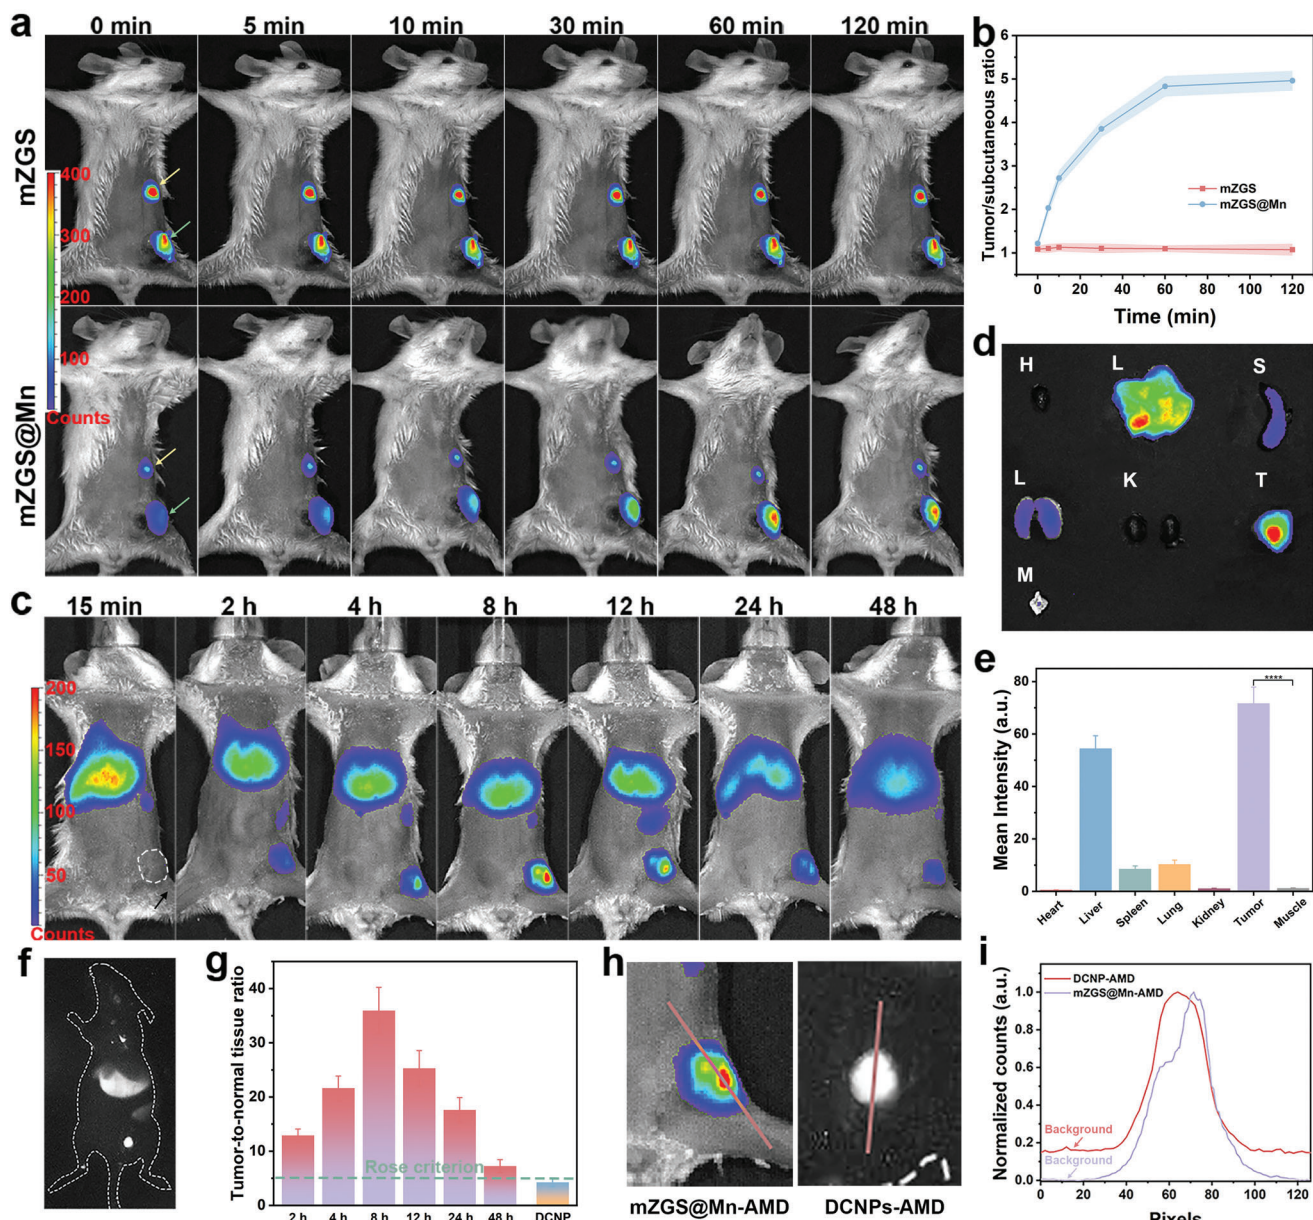 a
0 min 5 min 10 min 30 min 60 min 120 min
mZGS
400
300
200
100
Counts
mZGS@Mn
b
Tumor/subcutaneous ratio
6
5
4
3
2
1
mZGS
mZGS@Mn
0 20 40 60 80 100 120
Time (min)
c
15 min 2 h 4 h 8 h 12 h 24 h 48 h
200
150
100
50
Counts
d
H L S
L K T
M
e
Mean Intensity (a.u.)
80
60
40
20
0
****
Heart Liver Spleen Lung Kidney Tumor Muscle
f
g
Tumor-to-normal tissue ratio
40
30
20
10
0
Rose criterion
2 h 4 h 8 h 12 h 24 h 48 h DCNP
h
mZGS@Mn-AMD DCNPs-AMD
i
Normalized counts (a.u.)
1.0
0.8
0.6
0.4
0.2
0.0
DCNP-AMD
mZGS@Mn-AMD
Background
Background
0 20 40 60 80 100 120
Pixels